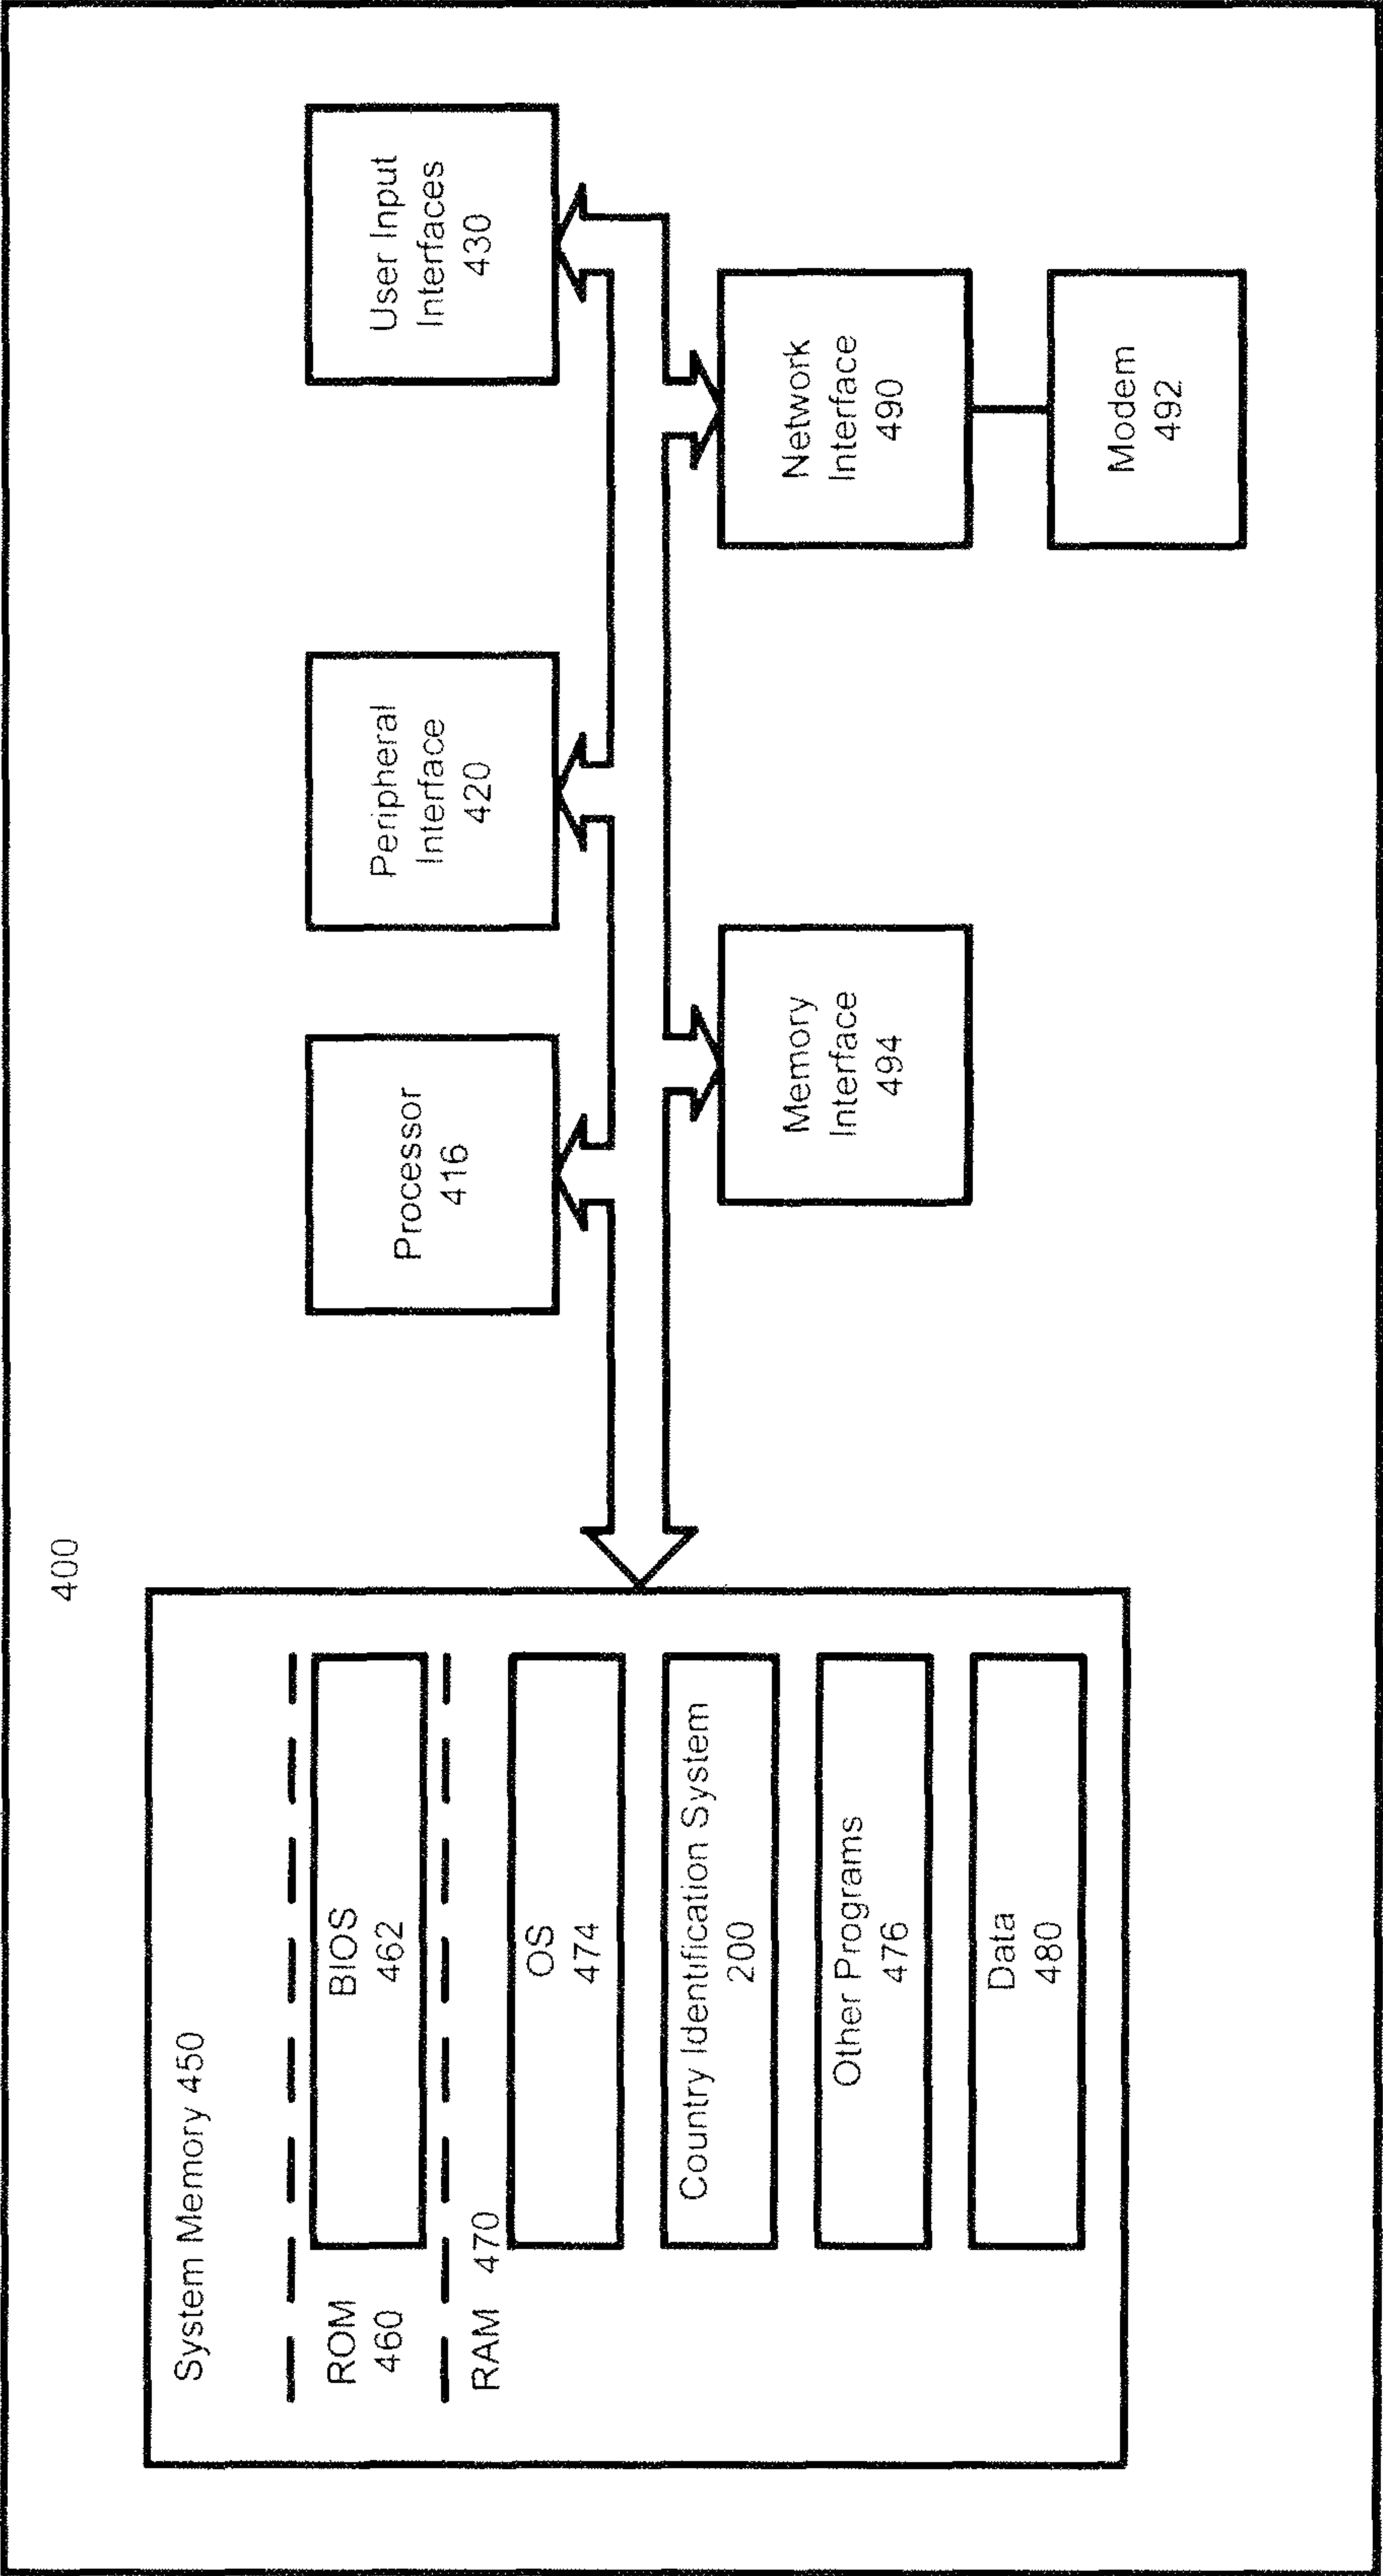 400
System Memory 450
ROM
460
BIOS
462
RAM 470
OS
474
Country Identification System
200
Other Programs
476
Data
480
Processor
416
Peripheral
Interface
420
User Input
Interfaces
430
Memory
Interface
494
Network
Interface
490
Modem
492